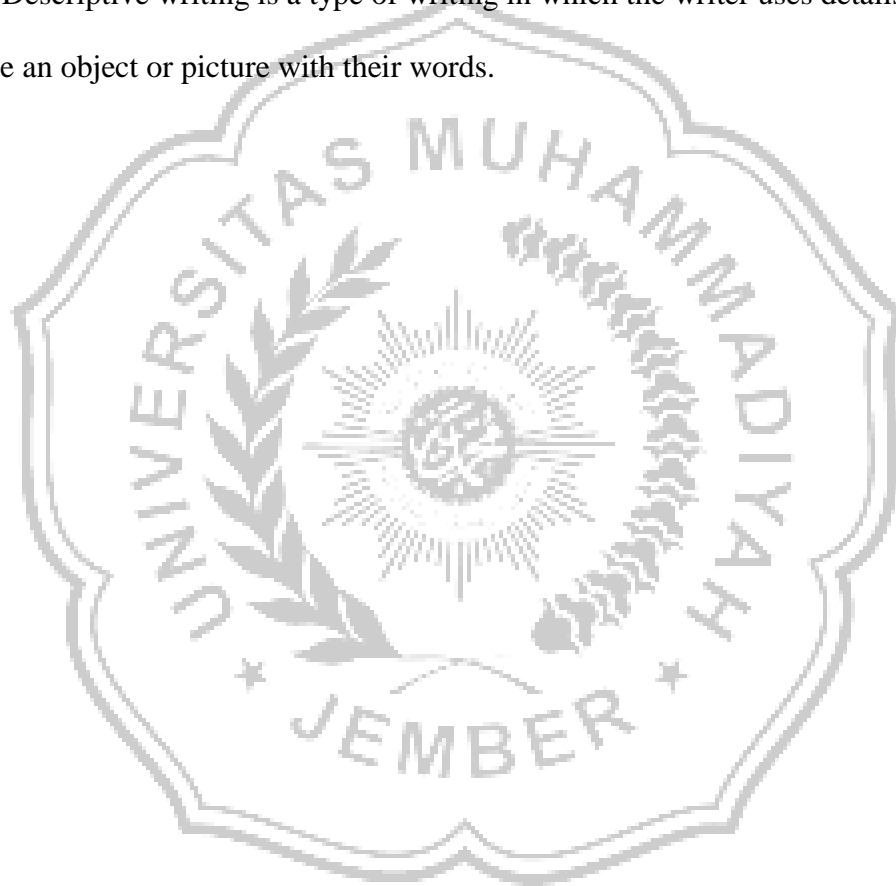 Descriptive writing is a type of writing in which the writer uses details
e an object or picture with their words.
UNIVERSITAS MUHAMMADIYAH
JEMBER